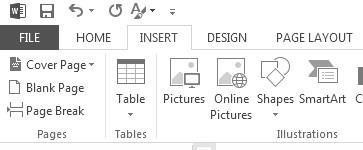 FILE HOME INSERT DESIGN PAGE LAYOUT
Cover Page
Blank Page
Page Break
Pages
Table
Tables
Pictures
Online
Pictures
Shapes
SmartArt
Illustrations